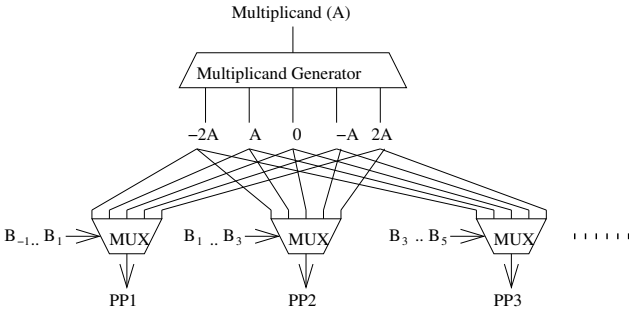 Multiplicand (A)
Multiplicand Generator
−2A A 0 −A 2A
B−1 .. B1 MUX B1 .. B3 MUX B3 .. B5 MUX
PP1 PP2 PP3